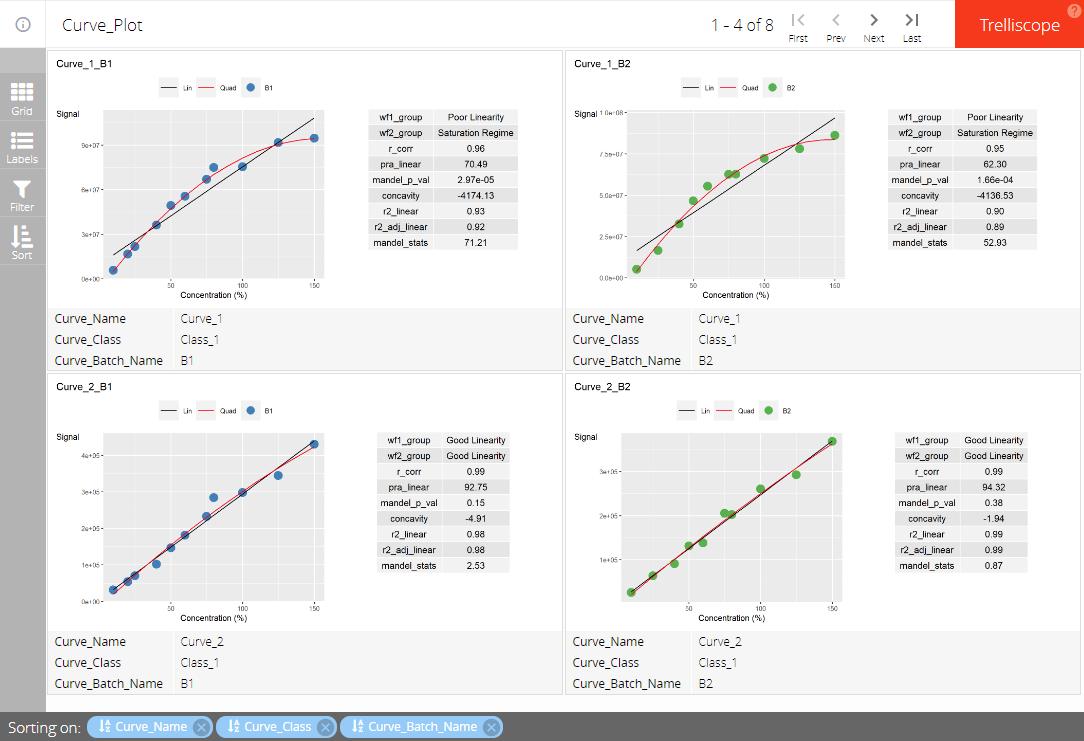 Curve_Plot
1 - 4 of 8
First
Prev
Next
Last
Trelliscope
?
Grid
Labels
Filter
Sort
Curve_1_B1
Lin Quad B1
Signal
9e+07
6e+07
3e+07
0e+00
50 100 150
Concentration (%)
wf1_group Poor Linearity
wf2_group Saturation Regime
r_corr 0.96
pra_linear 70.49
mandel_p_val 2.97e-05
concavity -4174.13
r2_linear 0.93
r2_adj_linear 0.92
mandel_stats 71.21
Curve_Name Curve_1
Curve_Class Class_1
Curve_Batch_Name B1
Curve_1_B2
Lin Quad B2
Signal
1.0e+08
7.5e+07
5.0e+07
2.5e+07
0.0e+00
50 100 150
Concentration (%)
wf1_group Poor Linearity
wf2_group Saturation Regime
r_corr 0.95
pra_linear 62.30
mandel_p_val 1.66e-04
concavity -4136.53
r2_linear 0.90
r2_adj_linear 0.89
mandel_stats 52.93
Curve_Name Curve_1
Curve_Class Class_1
Curve_Batch_Name B2
Curve_2_B1
Lin Quad B1
Signal
4e+05
3e+05
2e+05
1e+05
0e+00
50 100 150
Concentration (%)
wf1_group Good Linearity
wf2_group Good Linearity
r_corr 0.99
pra_linear 92.75
mandel_p_val 0.15
concavity -4.91
r2_linear 0.98
r2_adj_linear 0.98
mandel_stats 2.53
Curve_Name Curve_2
Curve_Class Class_1
Curve_Batch_Name B1
Curve_2_B2
Lin Quad B2
Signal
3e+05
2e+05
1e+05
50 100 150
Concentration (%)
wf1_group Good Linearity
wf2_group Good Linearity
r_corr 0.99
pra_linear 94.32
mandel_p_val 0.38
concavity -1.94
r2_linear 0.99
r2_adj_linear 0.99
mandel_stats 0.87
Curve_Name Curve_2
Curve_Class Class_1
Curve_Batch_Name B2
Sorting on: Curve_Name Curve_Class Curve_Batch_Name